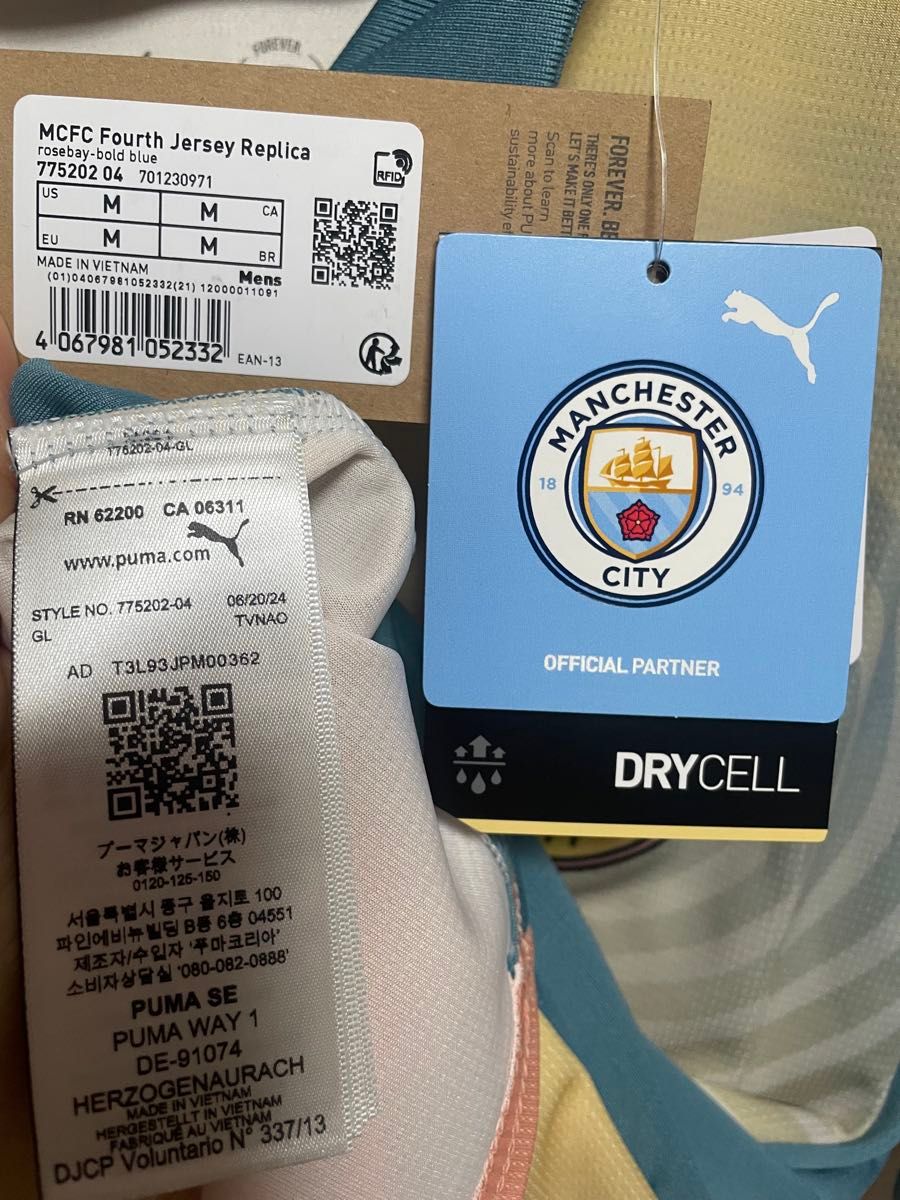 FOREVER.
MCFC Fourth Jersey Replica
rosebay-bold blue
775202 04 701230971
RFID
US M M CA
EU M M BR
MADE IN VIETNAM
Mens
(01)04067981052332(21) 12000011091
4 067981 052332
EAN-13
FOREVER. BE
THERE'S ONLY ONE
LET'S MAKE IT BETT
Scan to learn
more about PU
sustainability ef
MANCHESTER
18 94
CITY
OFFICIAL PARTNER
DRYCELL
775202-04-GL
RN 62200 CA 06311
www.puma.com
STYLE NO. 775202-04 06/20/24
GL TVNAO
AD T3L93JPM00362
プーマジャパン(株)
お客様サービス
0120-125-150
서울특별시 중구 을지로 100
파인에비뉴빌딩 B동 6층 04551
제조자/수입자 '푸마코리아'
소비자상담실 '080-082-0888'
PUMA SE
PUMA WAY 1
DE-91074
HERZOGENAURACH
MADE IN VIETNAM
HERGESTELLT IN VIETNAM
FABRIQUÉ AU VIETNAM
DJCP Voluntario N° 337/13